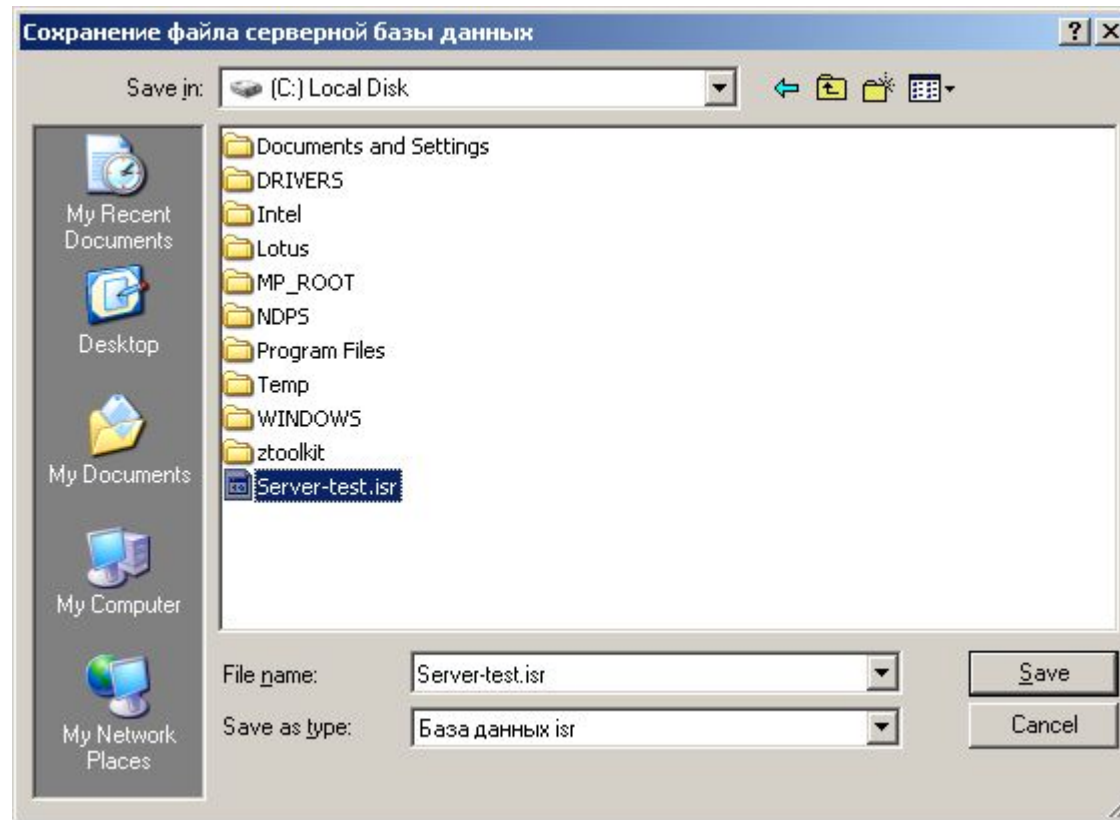 Сохранение файла серверной базы данных
Save in:
(C:) Local Disk
My Recent
Documents
Desktop
My Documents
My Computer
My Network
Places
Documents and Settings
DRIVERS
Intel
Lotus
MP_ROOT
NDPS
Program Files
Temp
WINDOWS
ztoolkit
Server-test.isr
File name:
Server-test.isr
Save
Save as type:
База данных isr
Cancel